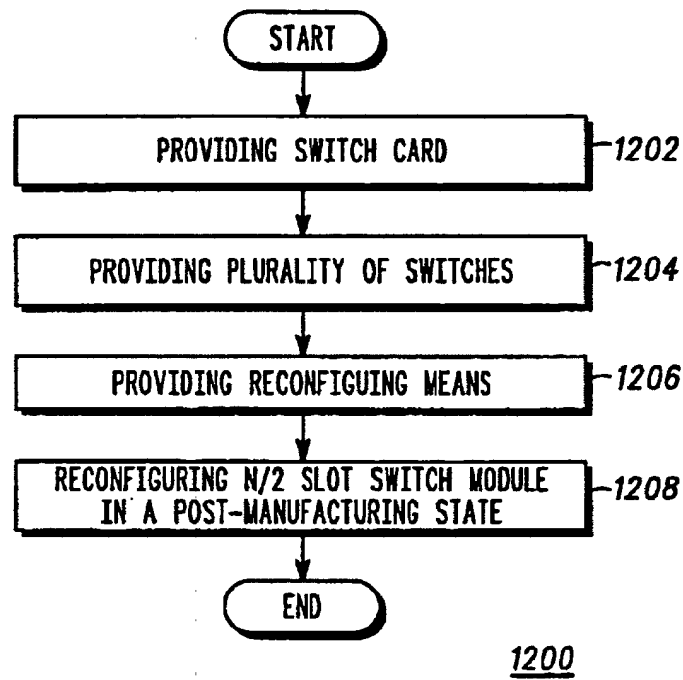 START
PROVIDING SWITCH CARD
1202
PROVIDING PLURALITY OF SWITCHES
1204
PROVIDING RECONFIGUING MEANS
1206
RECONFIGURING N/2 SLOT SWITCH MODULE
IN A POST-MANUFACTURING STATE
1208
END
1200